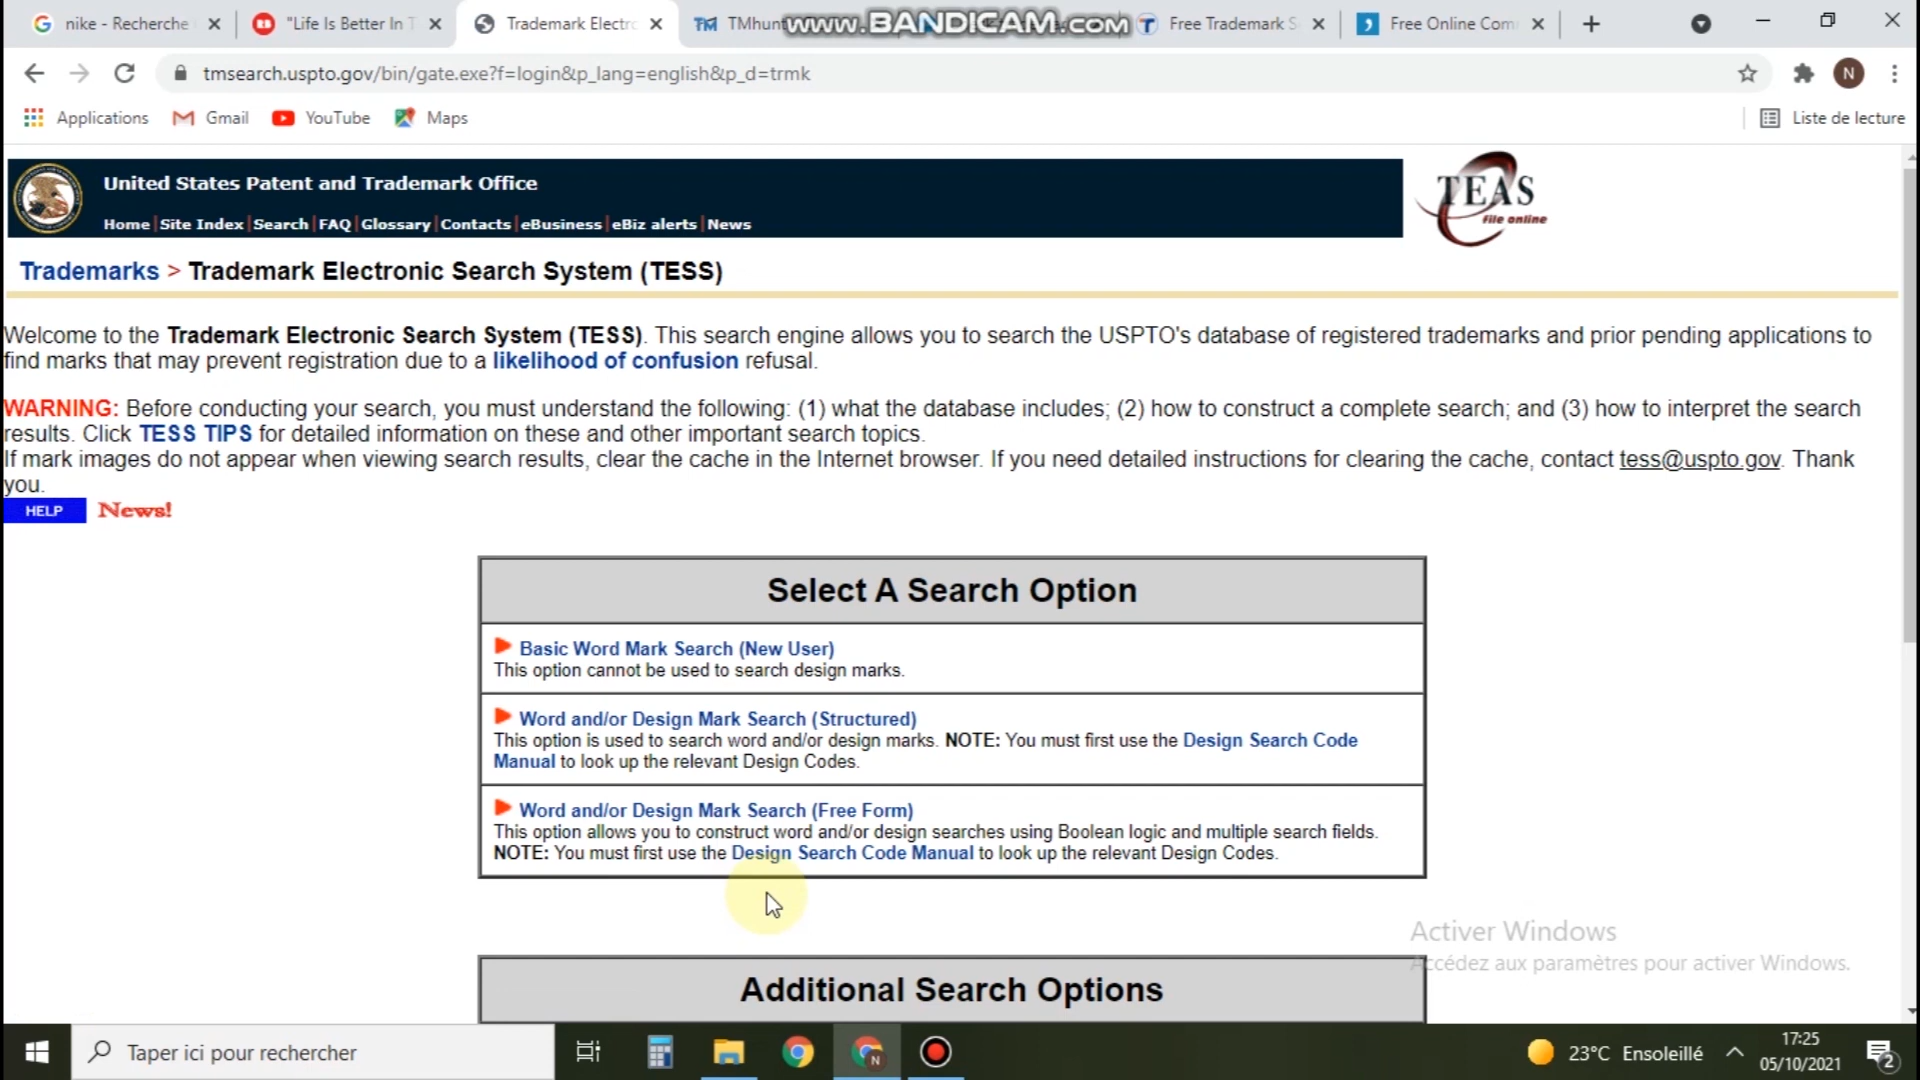 nike - Recherche
"Life Is Better In T
Trademark Electro
TM TMhunt
www.BANDICAM.com
Free Trademark S
Free Online Com
tmsearch.uspto.gov/bin/gate.exe?f=login&p_lang=english&p_d=trmk
N
Applications
Gmail
YouTube
Maps
Liste de lecture
United States Patent and Trademark Office
Home|Site Index|Search|FAQ|Glossary|Contacts|eBusiness|eBiz alerts|News
TEAS
file online
Trademarks > Trademark Electronic Search System (TESS)
Welcome to the Trademark Electronic Search System (TESS). This search engine allows you to search the USPTO's database of registered trademarks and prior pending applications to
find marks that may prevent registration due to a likelihood of confusion refusal.
WARNING: Before conducting your search, you must understand the following: (1) what the database includes; (2) how to construct a complete search; and (3) how to interpret the search
results. Click TESS TIPS for detailed information on these and other important search topics.
If mark images do not appear when viewing search results, clear the cache in the Internet browser. If you need detailed instructions for clearing the cache, contact tess@uspto.gov. Thank
you.
HELP News!
Select A Search Option
Basic Word Mark Search (New User)
This option cannot be used to search design marks.
Word and/or Design Mark Search (Structured)
This option is used to search word and/or design marks. NOTE: You must first use the Design Search Code
Manual to look up the relevant Design Codes.
Word and/or Design Mark Search (Free Form)
This option allows you to construct word and/or design searches using Boolean logic and multiple search fields.
NOTE: You must first use the Design Search Code Manual to look up the relevant Design Codes.
Additional Search Options
Activer Windows
Accédez aux paramètres pour activer Windows.
Taper ici pour rechercher
N
23°C Ensoleillé
17:25
05/10/2021
2